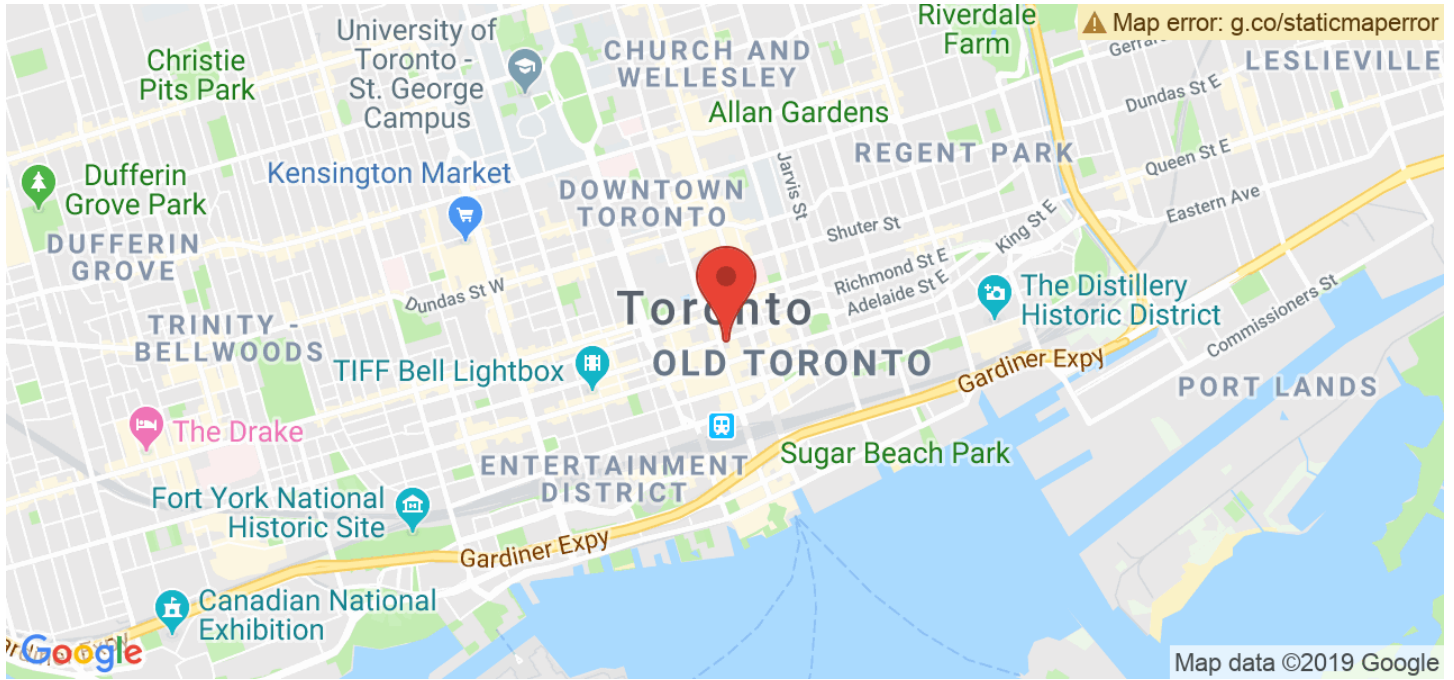 Riverdale
Farm
Map error: g.co/staticmaperror
University of
Toronto -
St. George
Campus
CHURCH AND
WELLESLEY
Gerrard
LESLIEVILLE
Christie
Pits Park
Allan Gardens
Dundas St E
REGENT PARK
Queen St E
Jarvis St
Kensington Market
Dufferin
Grove Park
DOWNTOWN
TORONTO
Eastern Ave
King St E
Shuter St
DUFFERIN
GROVE
Richmond St E
Adelaide St E
Dundas St W
The Distillery
Historic District
Commissioners St
Toronto
TRINITY -
BELLWOODS
OLD TORONTO
TIFF Bell Lightbox
Gardiner Expy
PORT LANDS
The Drake
Sugar Beach Park
ENTERTAINMENT
DISTRICT
Fort York National
Historic Site
Gardiner Expy
Canadian National
Exhibition
Google
Map data ©2019 Google